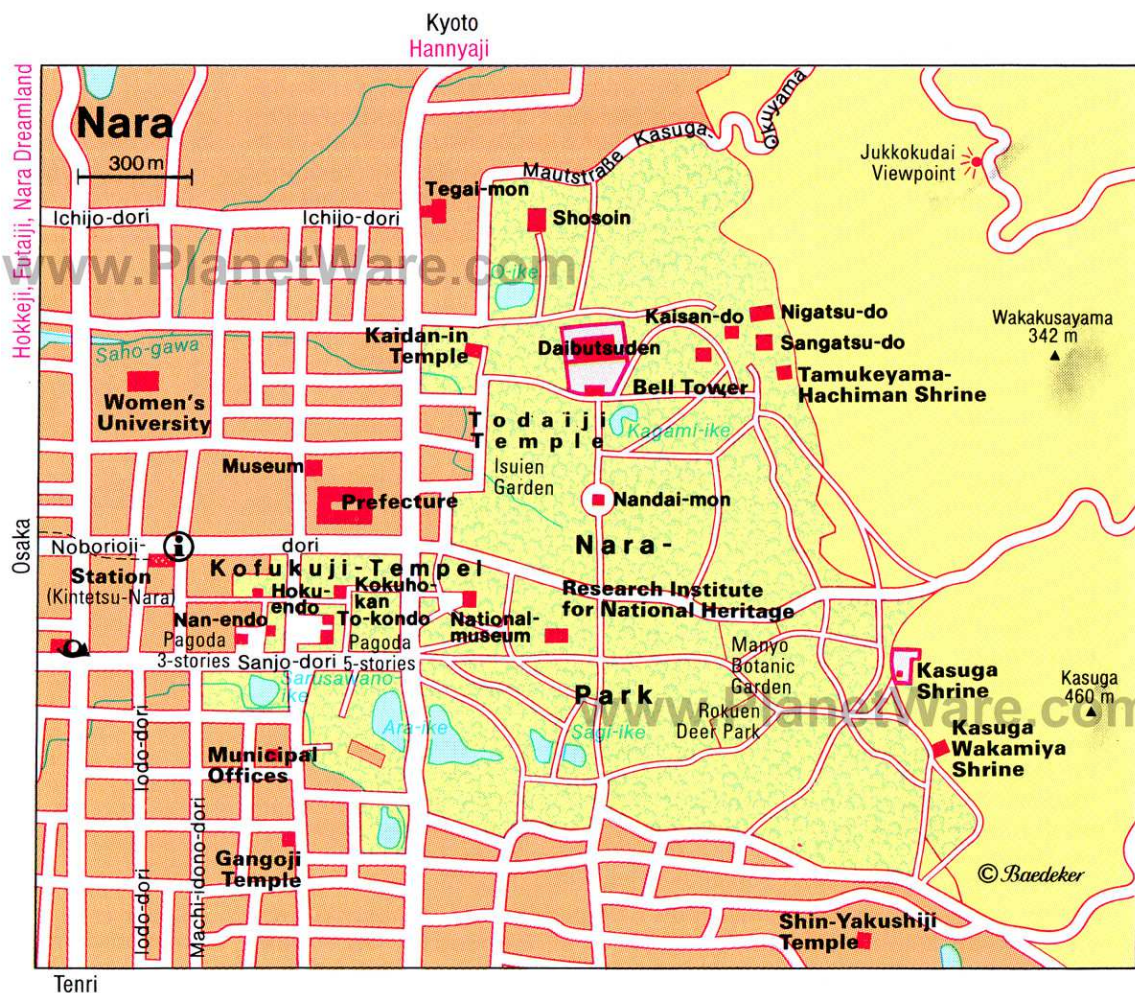 Kyoto
Hannyaji
Hokkeji, Futaiji, Nara Dreamland
Nara
300 m
Mautstraße Kasuga-
Okuyama
Jukkokudai
Viewpoint
Tegai-mon
Ichijo-dori
Ichijo-dori
Shosoin
www.PlanetWare.com
O-ike
Kaisan-do
Nigatsu-do
Wakakusayama
342 m
Kaidan-in
Temple
Daibutsuden
Sangatsu-do
Saho-gawa
Tamukeyama-
Hachiman Shrine
Bell Tower
Women's
University
Todaiji
Temple
Kagami-ike
Museum
Isuien
Garden
Prefecture
Nandai-mon
Osaka
i
Noborioji-
dori
Nara-
Station
(Kintetsu-Nara)
Kofukuji-Tempel
Hoku-
endo
Kokuho-
kan
Research Institute
for National Heritage
Nan-endo
To-kondo
National-
museum
Pagoda
3-stories
Pagoda
5-stories
Sanjo-dori
Manyo
Botanic
Garden
Sarusawano-
ike
Kasuga
Shrine
Kasuga
460 m
Park
www.PlanetWare.com
Rokuen
Deer Park
Ara-ike
Sagi-ike
Kasuga
Wakamiya
Shrine
Iodo-dori
Municipal
Offices
Machi-idono-dori
Gangoji
Temple
Iodo-dori
© Baedeker
Shin-Yakushiji
Temple
Tenri